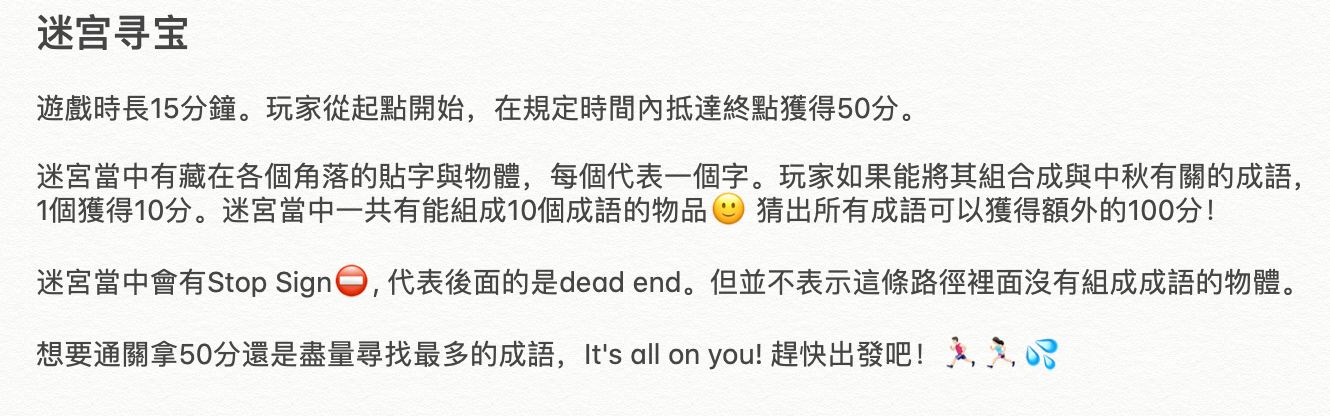 迷宫寻宝
遊戲時長15分鐘。玩家從起點開始，在規定時間內抵達終點獲得50分。
迷宮當中有藏在各個角落的貼字與物體，每個代表一個字。玩家如果能將其組合成與中秋有關的成語，
1個獲得10分。迷宮當中一共有能組成10個成語的物品🙂 猜出所有成語可以獲得額外的100分！
迷宮當中會有Stop Sign⛔, 代表後面的是dead end。但並不表示這條路徑裡面沒有組成成語的物體。
想要通關拿50分還是盡量尋找最多的成語，It's all on you! 趕快出發吧！🏃🏻🏃🏻‍♀️💦